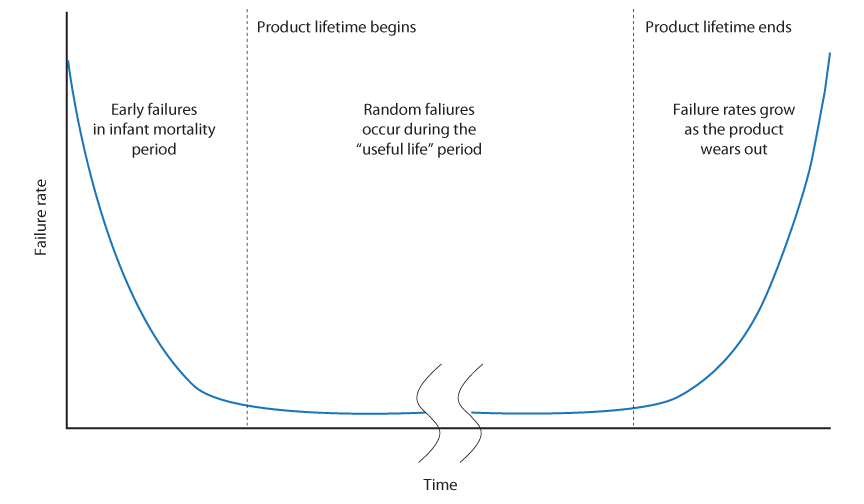 Product lifetime begins
Product lifetime ends
Early failures
in infant mortality
period
Random faliures
occur during the
“useful life” period
Failure rates grow
as the product
wears out
Failure rate
Time